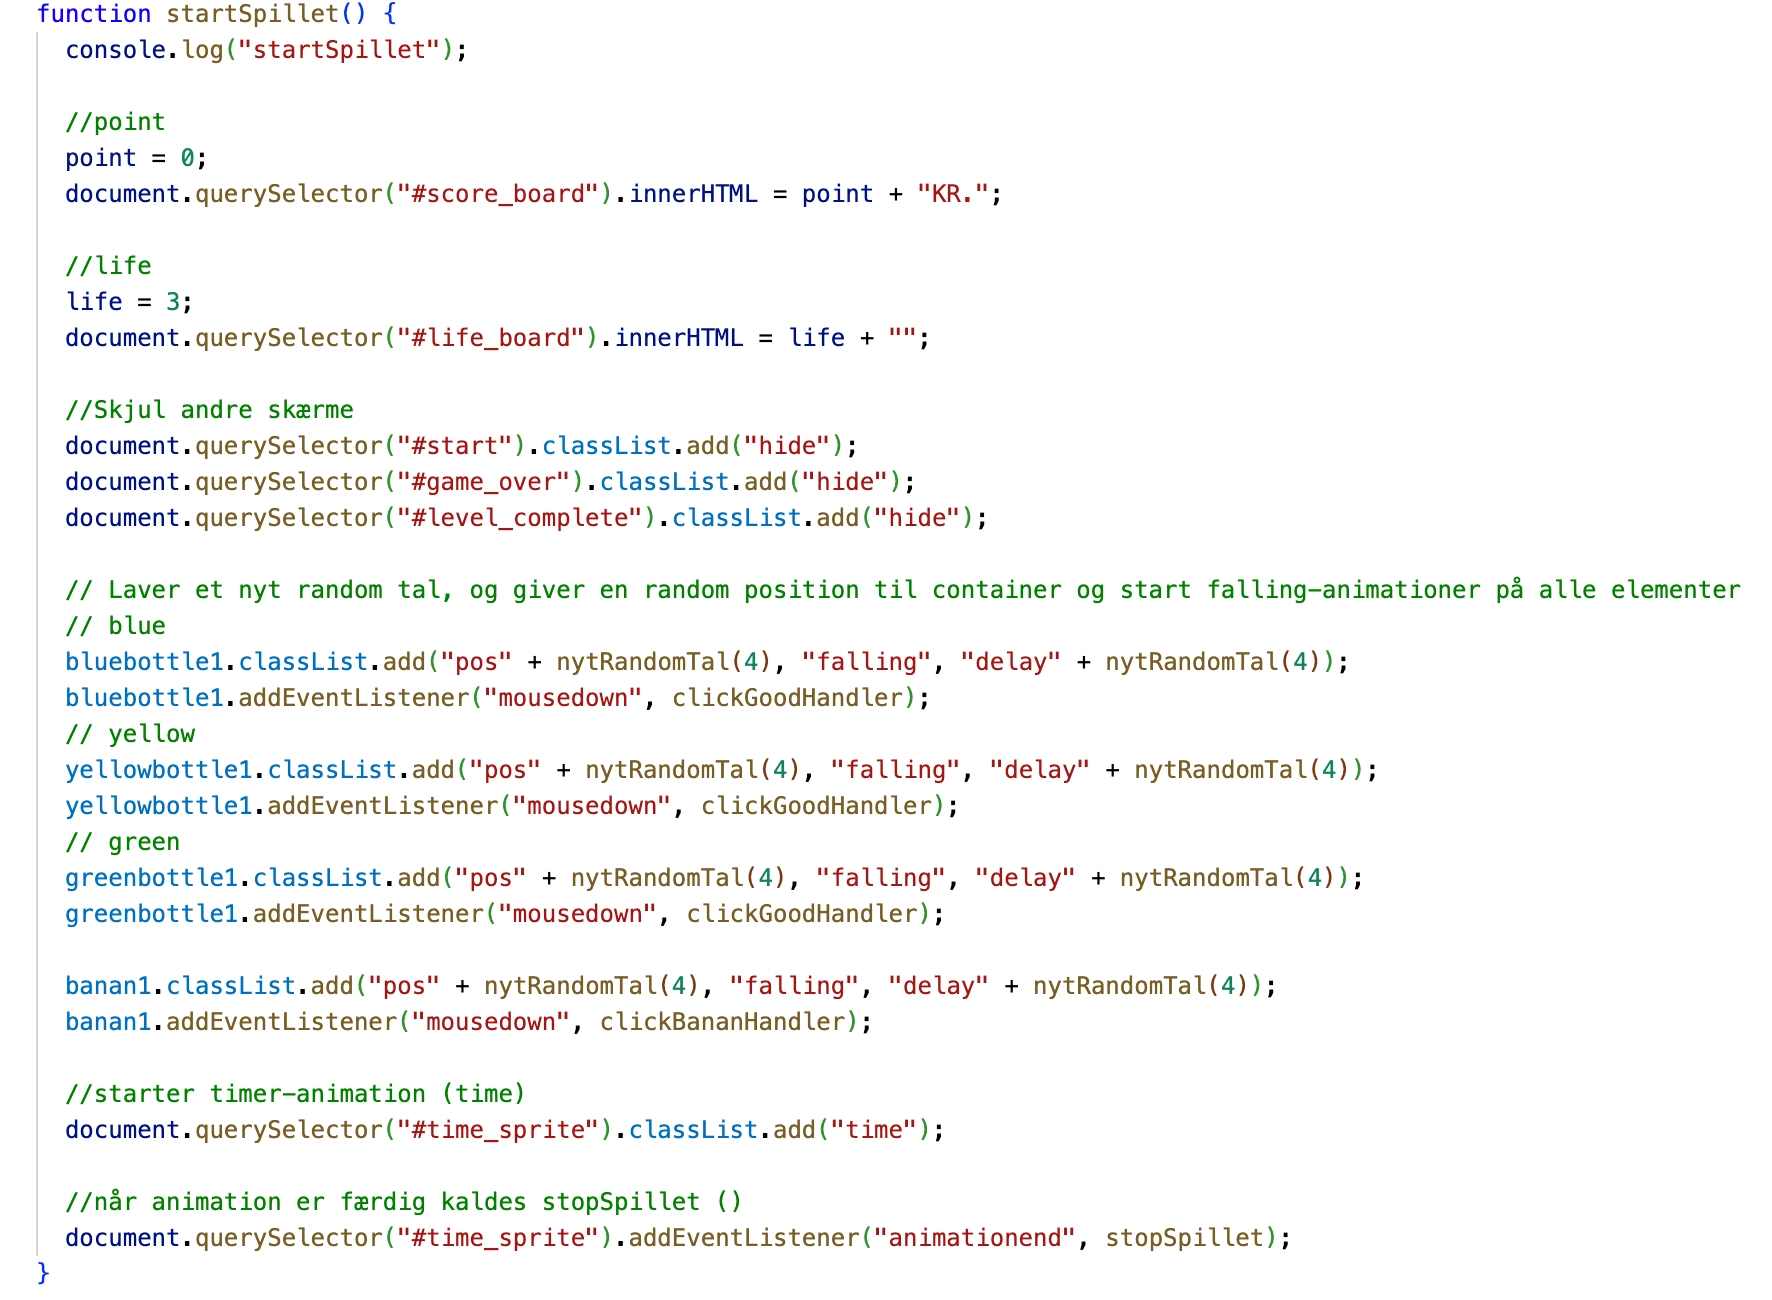 function startSpillet() {
  console.log("startSpillet");

  //point
  point = 0;
  document.querySelector("#score_board").innerHTML = point + "KR.";

  //life
  life = 3;
  document.querySelector("#life_board").innerHTML = life + "";

  //Skjul andre skærme
  document.querySelector("#start").classList.add("hide");
  document.querySelector("#game_over").classList.add("hide");
  document.querySelector("#level_complete").classList.add("hide");

  // Laver et nyt random tal, og giver en random position til container og start falling-animationer på alle elementer
  // blue
  bluebottle1.classList.add("pos" + nytRandomTal(4), "falling", "delay" + nytRandomTal(4));
  bluebottle1.addEventListener("mousedown", clickGoodHandler);
  // yellow
  yellowbottle1.classList.add("pos" + nytRandomTal(4), "falling", "delay" + nytRandomTal(4));
  yellowbottle1.addEventListener("mousedown", clickGoodHandler);
  // green
  greenbottle1.classList.add("pos" + nytRandomTal(4), "falling", "delay" + nytRandomTal(4));
  greenbottle1.addEventListener("mousedown", clickGoodHandler);

  banan1.classList.add("pos" + nytRandomTal(4), "falling", "delay" + nytRandomTal(4));
  banan1.addEventListener("mousedown", clickBananHandler);

  //starter timer-animation (time)
  document.querySelector("#time_sprite").classList.add("time");

  //når animation er færdig kaldes stopSpillet ()
  document.querySelector("#time_sprite").addEventListener("animationend", stopSpillet);
}